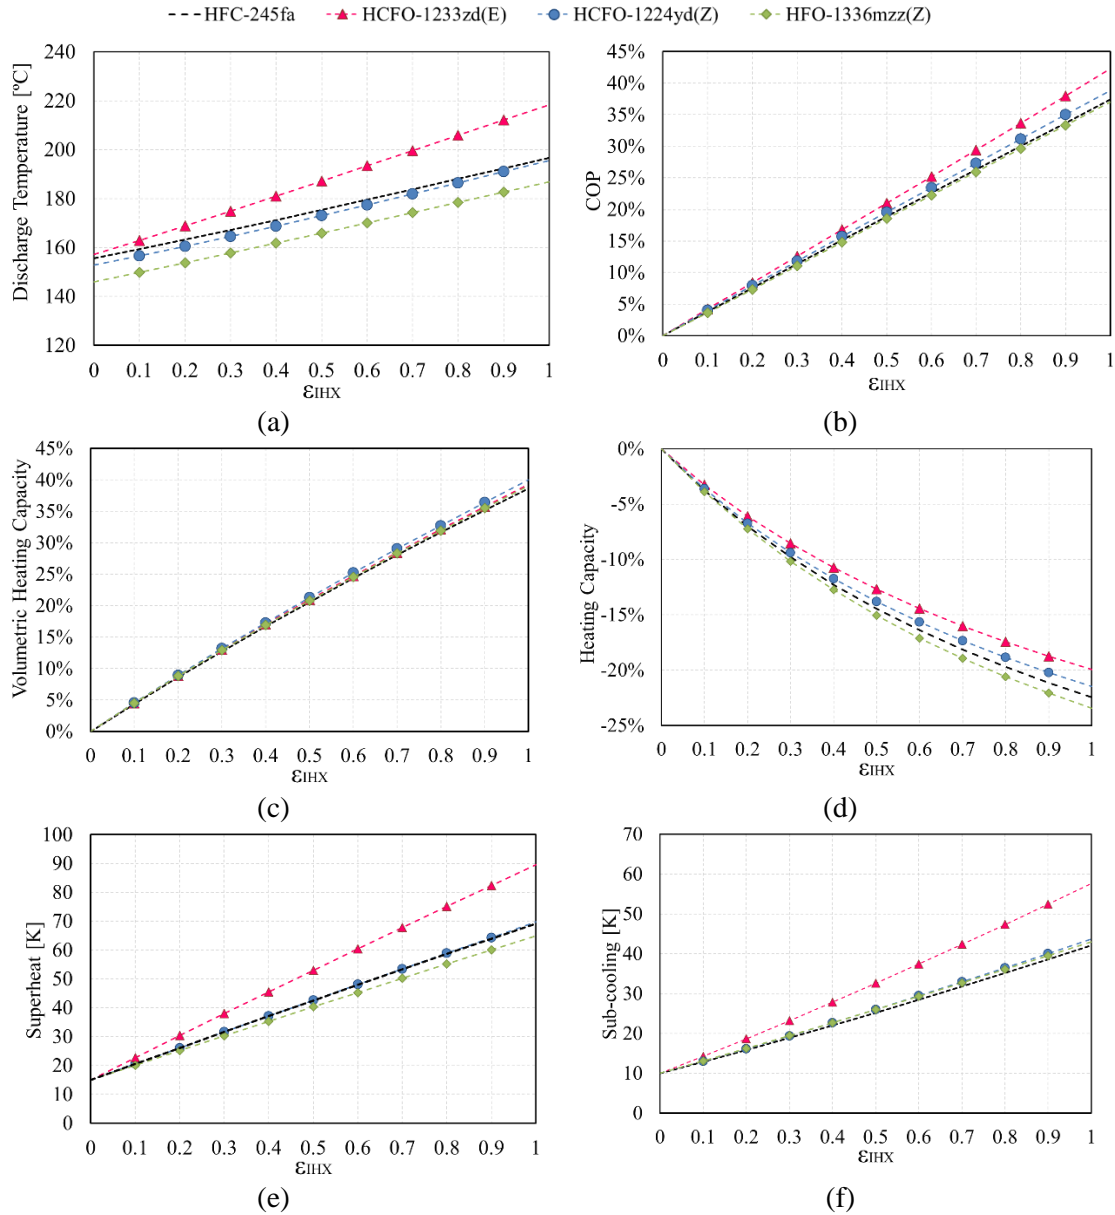 HFC-245fa HCFO-1233zd(E) HCFO-1224yd(Z) HFO-1336mzz(Z)
Discharge Temperature [ºC]
240
220
200
180
160
140
120
0 0.1 0.2 0.3 0.4 0.5 0.6 0.7 0.8 0.9 1
εIHX
(a)
COP
45%
40%
35%
30%
25%
20%
15%
10%
5%
0%
0 0.1 0.2 0.3 0.4 0.5 0.6 0.7 0.8 0.9 1
εIHX
(b)
Volumetric Heating Capacity
45%
40%
35%
30%
25%
20%
15%
10%
5%
0%
0 0.1 0.2 0.3 0.4 0.5 0.6 0.7 0.8 0.9 1
εIHX
(c)
Heating Capacity
0%
-5%
-10%
-15%
-20%
-25%
0 0.1 0.2 0.3 0.4 0.5 0.6 0.7 0.8 0.9 1
εIHX
(d)
Superheat [K]
100
90
80
70
60
50
40
30
20
10
0
0 0.1 0.2 0.3 0.4 0.5 0.6 0.7 0.8 0.9 1
εIHX
(e)
Sub-cooling [K]
70
60
50
40
30
20
10
0
0 0.1 0.2 0.3 0.4 0.5 0.6 0.7 0.8 0.9 1
εIHX
(f)